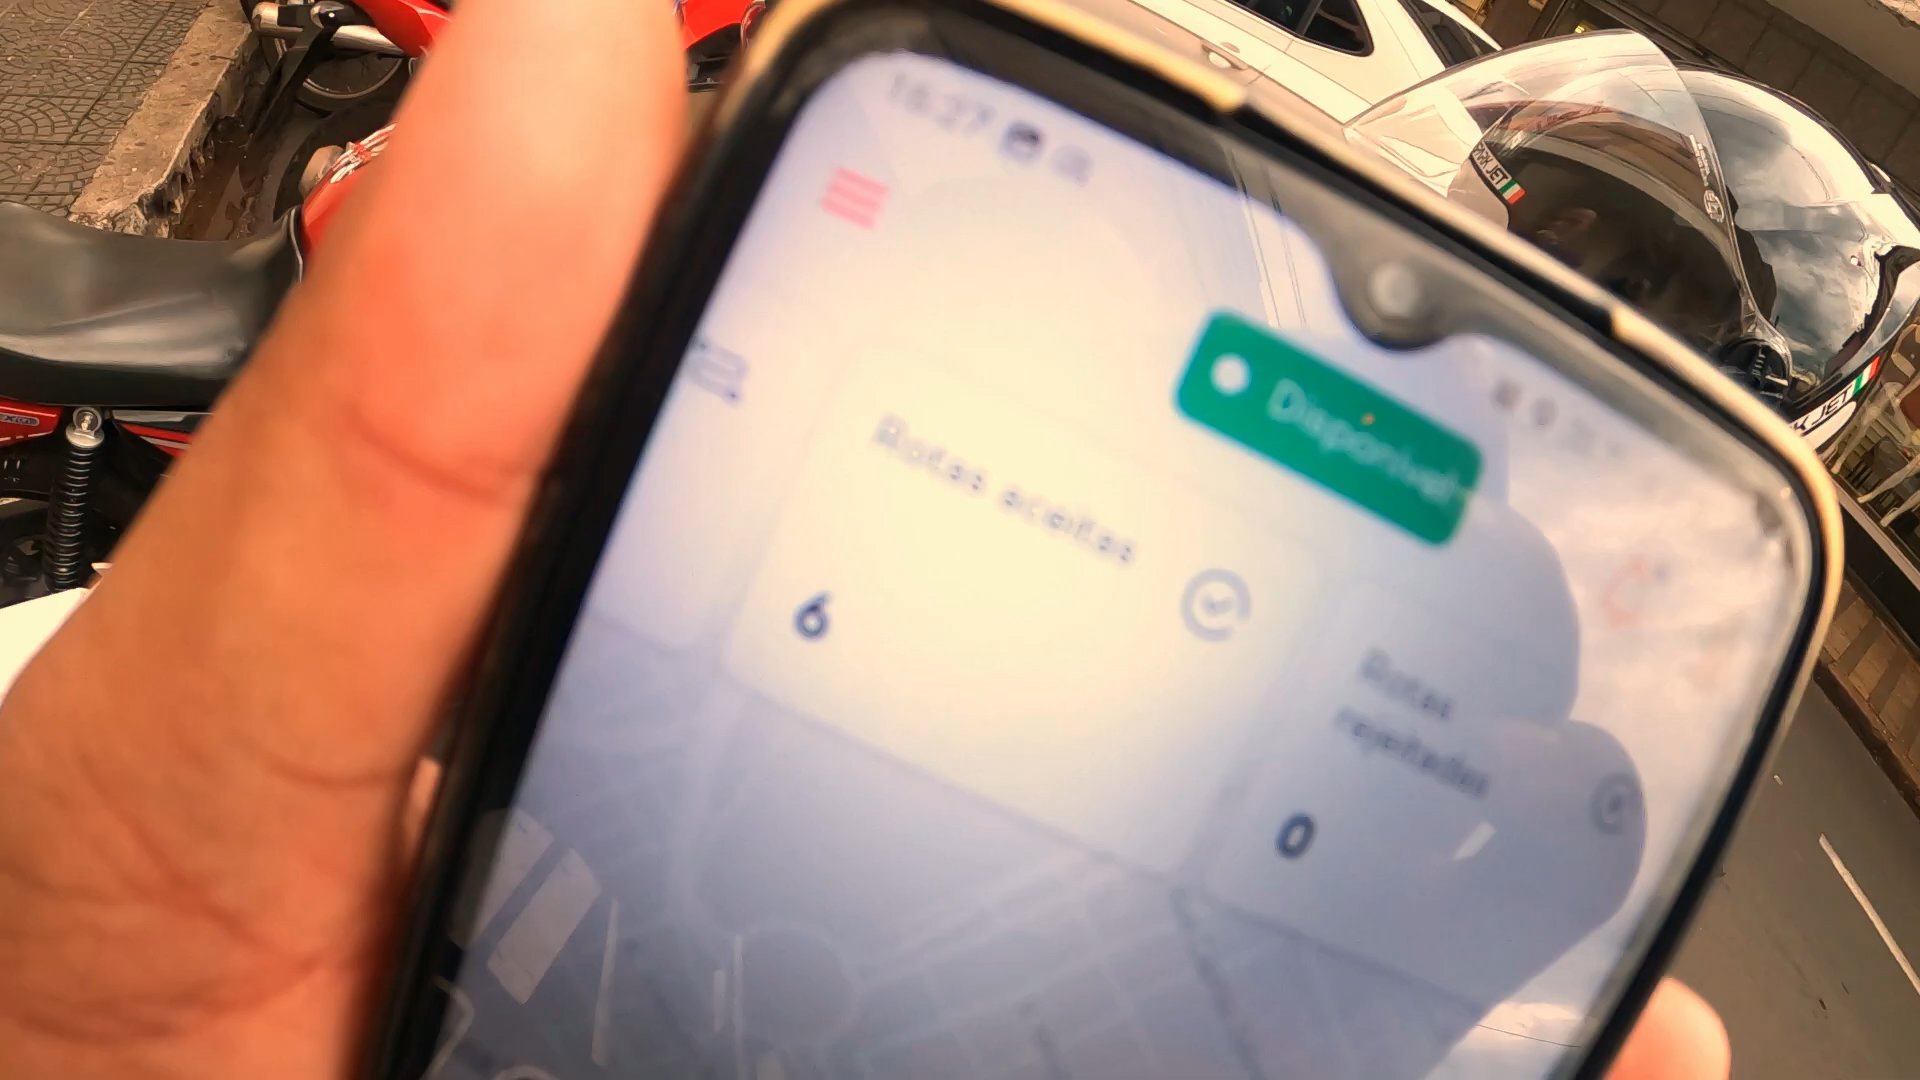 16:27
Disponível
Rotas aceitas
6
Rotas
rejeitadas
0